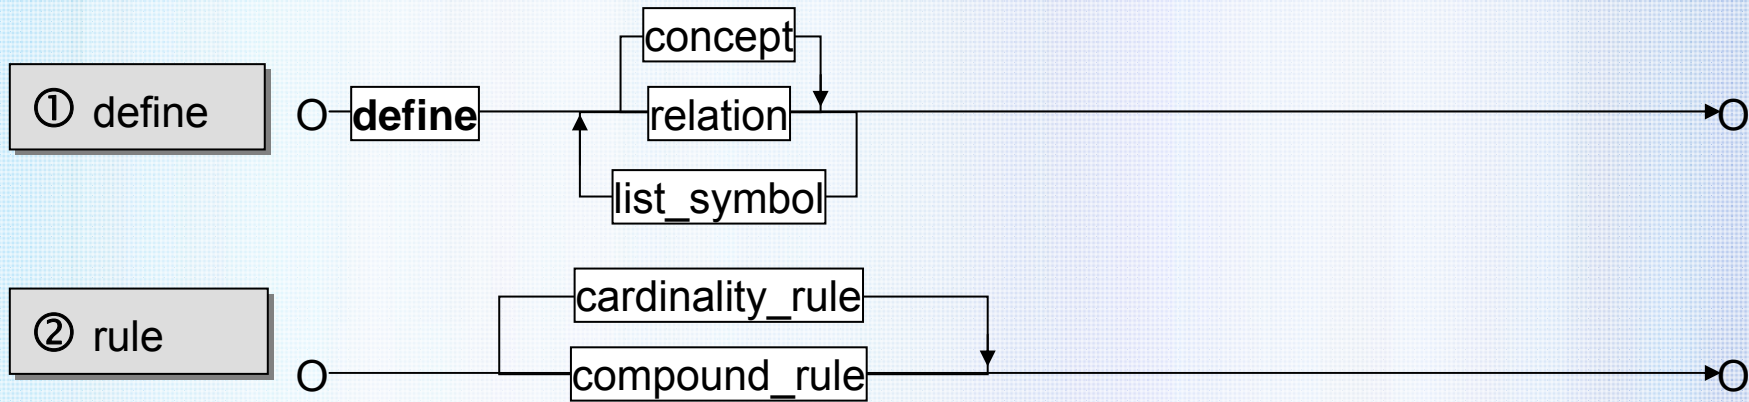 concept
① define
O define relation O
list_symbol
cardinality_rule
② rule
O compound_rule O